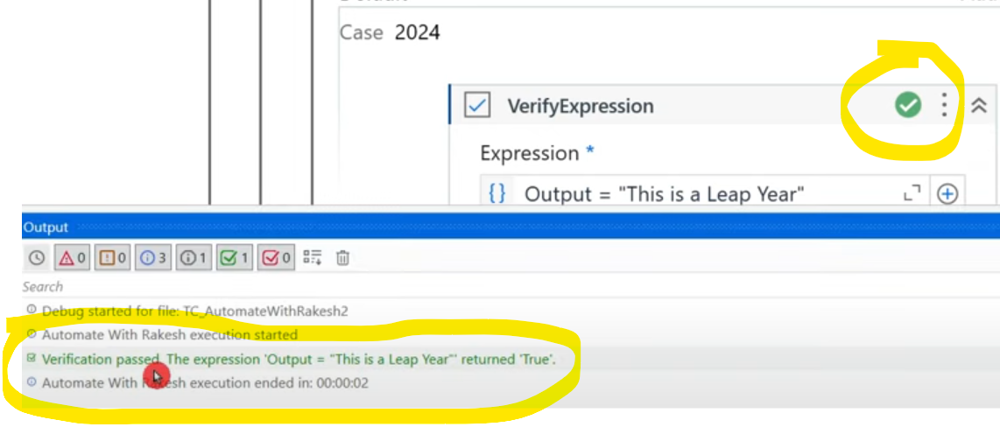 Case 2024
VerifyExpression
Expression *
{} Output = "This is a Leap Year"
Output
0 0 3 1 1 0
Search
Debug started for file: TC_AutomateWithRakesh2
Automate With Rakesh execution started
Verification passed. The expression 'Output = "This is a Leap Year"' returned 'True'.
Automate With Rakesh execution ended in: 00:00:02